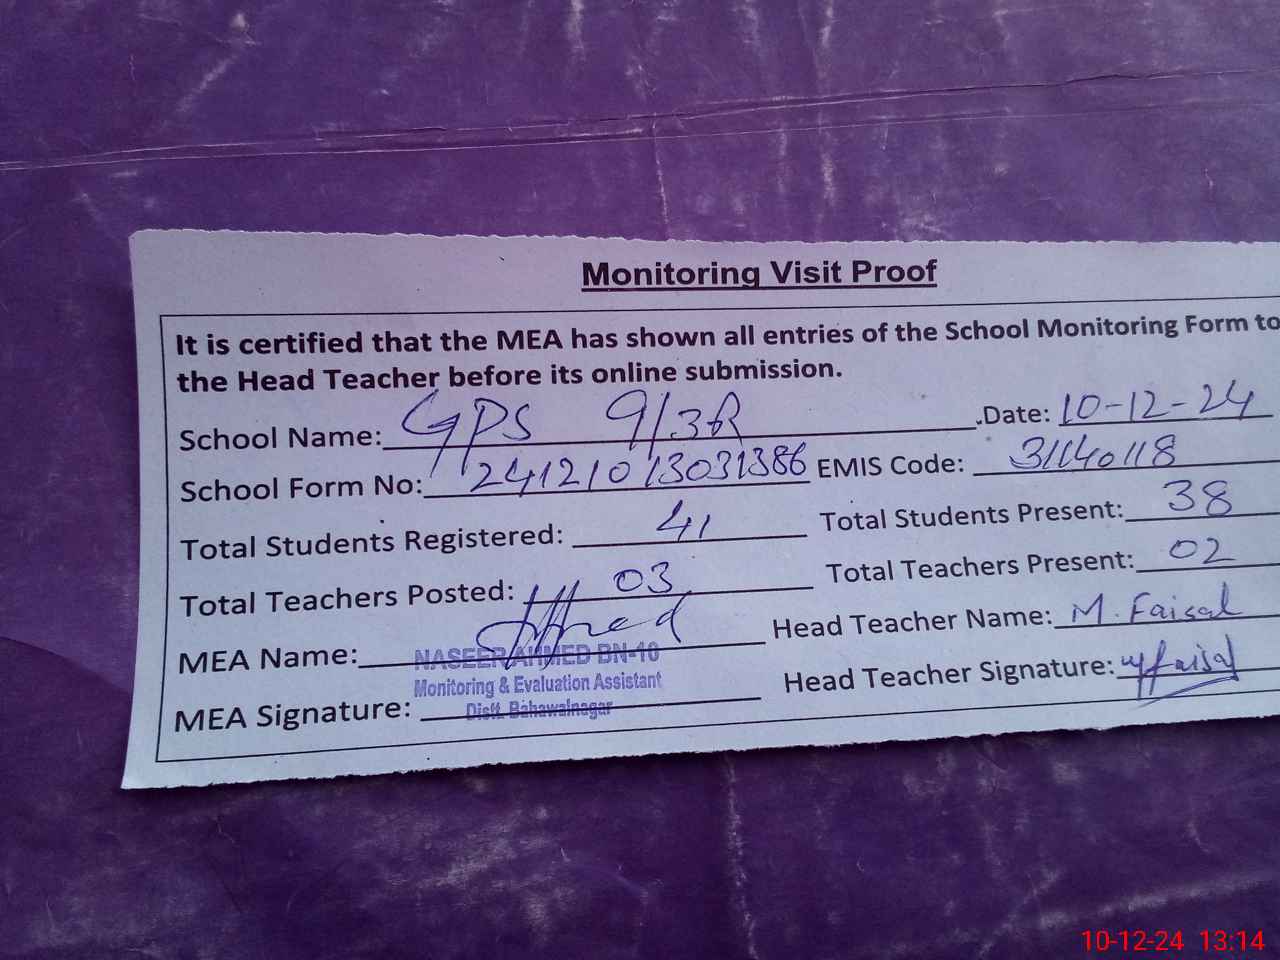 Monitoring Visit Proof
It is certified that the MEA has shown all entries of the School Monitoring Form to
the Head Teacher before its online submission.
School Name: GPS 9/3R .Date: 10-12-24
School Form No: 24121013031386 EMIS Code: 31140118
Total Students Registered: 41 Total Students Present: 38
Total Teachers Posted: 03 Total Teachers Present: 02
MEA Name: Head Teacher Name: M. Faisal
NASEER AHMED BN-10
Monitoring & Evaluation Assistant
Distt. Bahawalnagar
MEA Signature: Head Teacher Signature: M Faisal
10-12-24 13:14